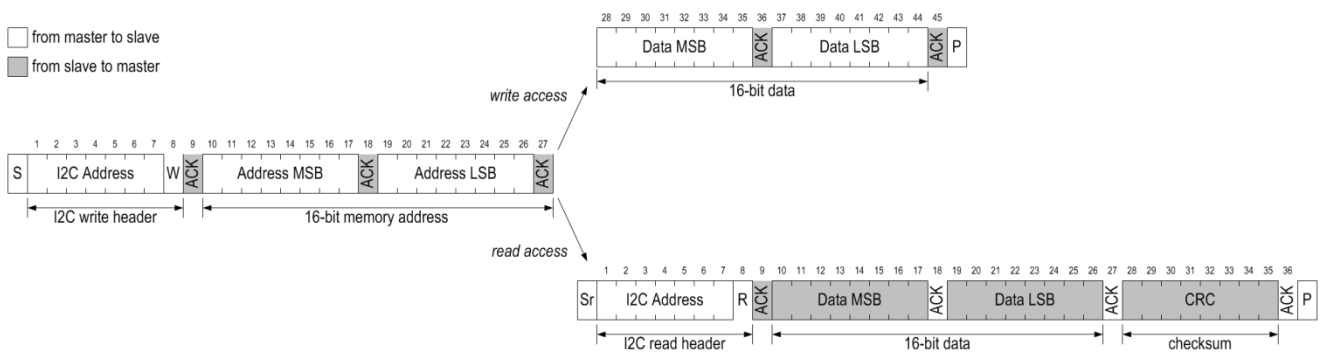 28 29 30 31 32 33 34 35 36 37 38 39 40 41 42 43 44 45
from master to slave
Data MSB ACK Data LSB ACK P
from slave to master
16-bit data
write access
1 2 3 4 5 6 7 8 9 10 11 12 13 14 15 16 17 18 19 20 21 22 23 24 25 26 27
S I2C Address W ACK Address MSB ACK Address LSB ACK
I2C write header 16-bit memory address
read access
1 2 3 4 5 6 7 8 9 10 11 12 13 14 15 16 17 18 19 20 21 22 23 24 25 26 27 28 29 30 31 32 33 34 35 36
Sr I2C Address R ACK Data MSB ACK Data LSB ACK CRC ACK P
I2C read header 16-bit data checksum